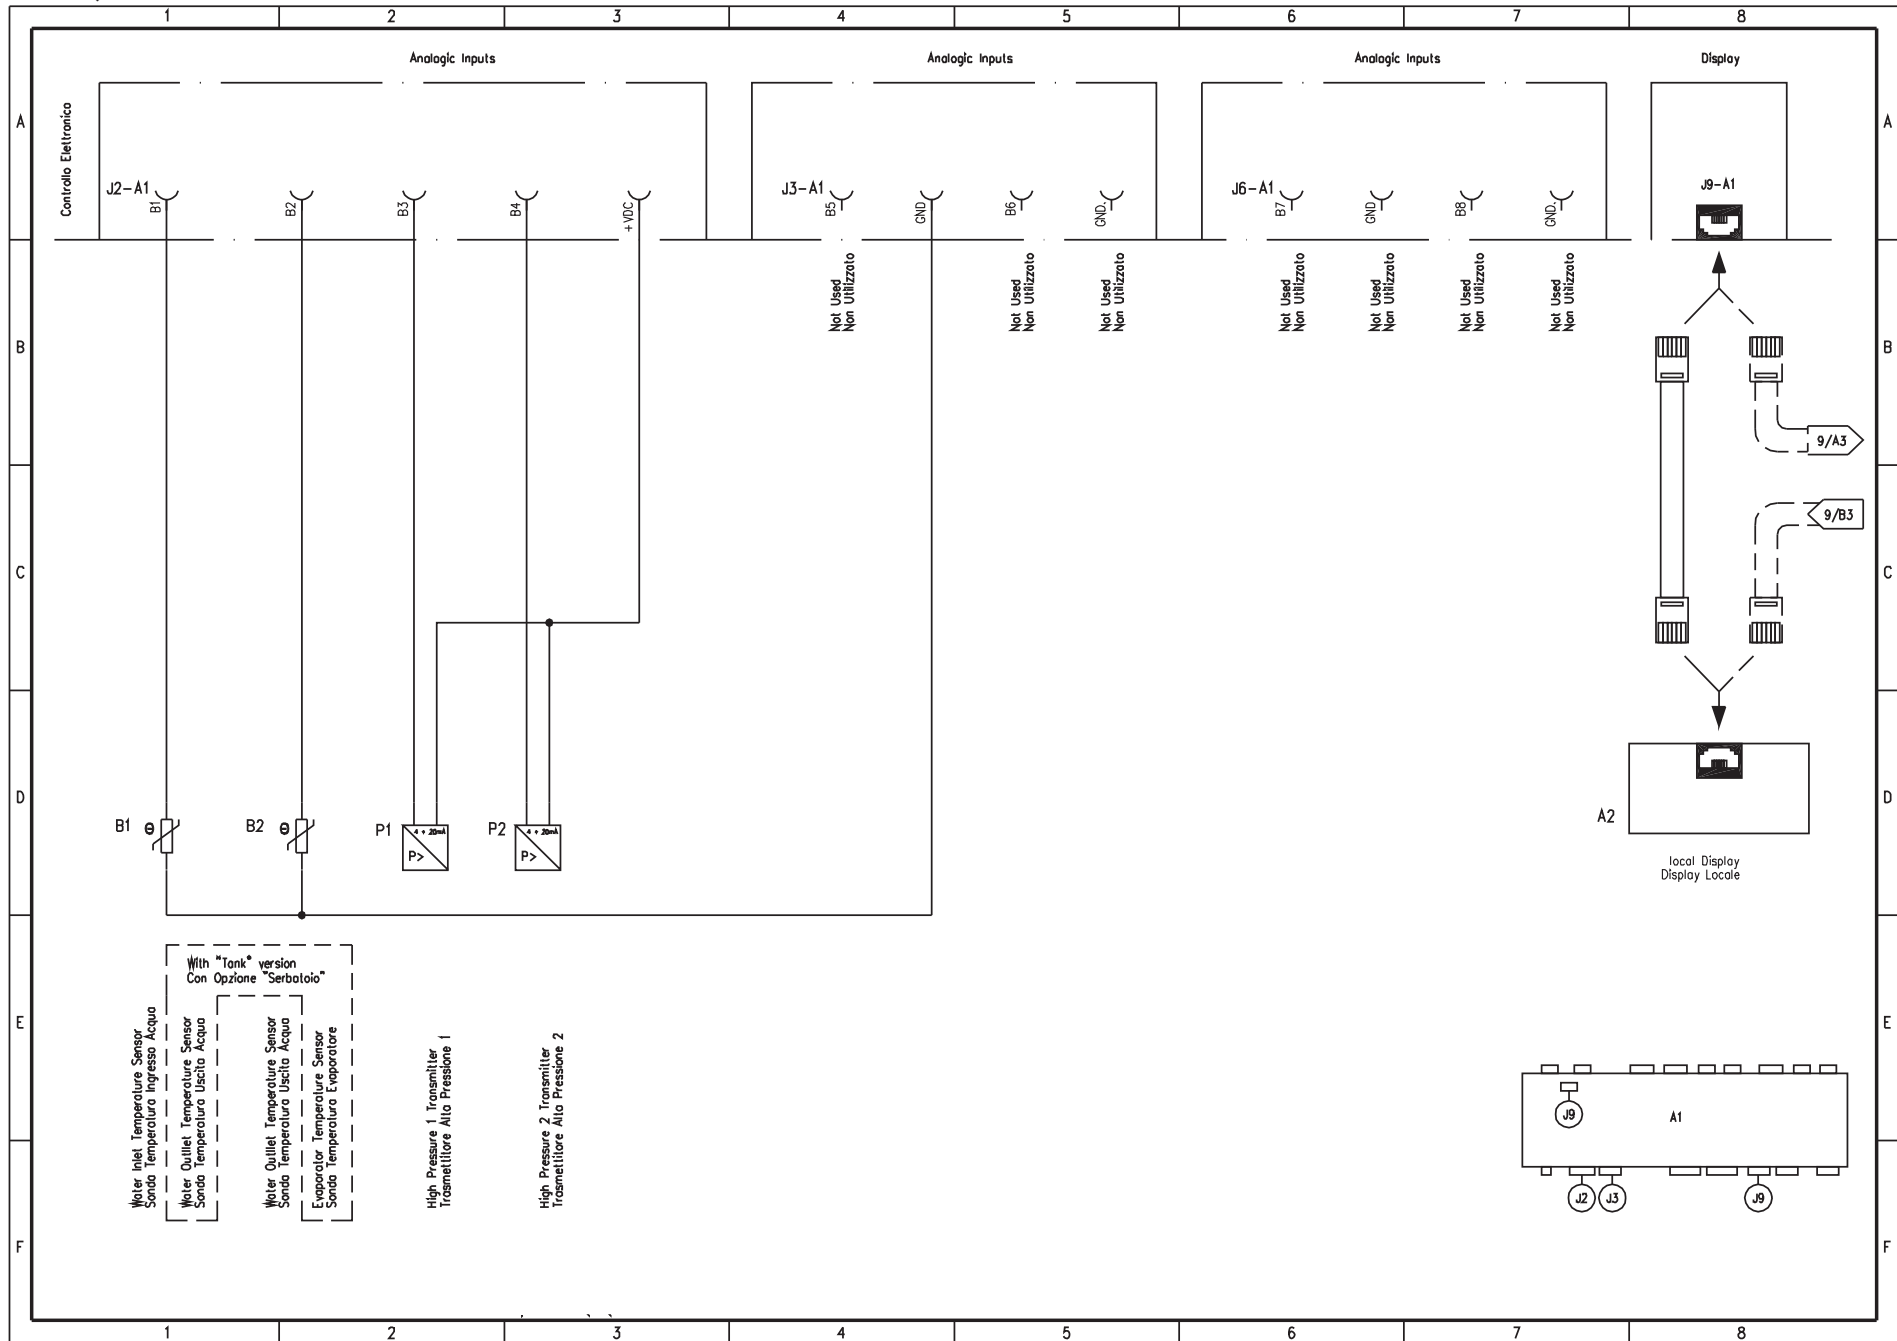 1 2 3 4 5 6 7 8
Analogic Inputs
Analogic Inputs
Analogic Inputs
Display
A
A
Controllo Elettronico
J2-A1
B1
B2
B3
B4
+VDC
J3-A1
B5
GND
B6
GND.
J6-A1
B7
GND
B8
GND.
J9-A1
Not Used
Non Utilizzato
Not Used
Non Utilizzato
Not Used
Non Utilizzato
Not Used
Non Utilizzato
Not Used
Non Utilizzato
Not Used
Non Utilizzato
Not Used
Non Utilizzato
B
B
9/A3
9/B3
C
C
D
D
B1
θ
B2
θ
P1
4 ÷ 20mA
P>
P2
4 ÷ 20mA
P>
A2
local Display
Display Locale
With "Tank" version
Con Opzione "Serbatoio"
E
E
Water Inlet Temperature Sensor
Sonda Temperatura Ingresso Acqua
Water Outllet Temperature Sensor
Sonda Temperatura Uscita Acqua
Water Outllet Temperature Sensor
Sonda Temperatura Uscita Acqua
Evaporator Temperature Sensor
Sonda Temperatura Evaporatore
High Pressure 1 Transmitter
Trasmettitore Alta Pressione 1
High Pressure 2 Transmitter
Trasmettitore Alta Pressione 2
J9
A1
J2
J3
J9
F
F
1 2 3 4 5 6 7 8